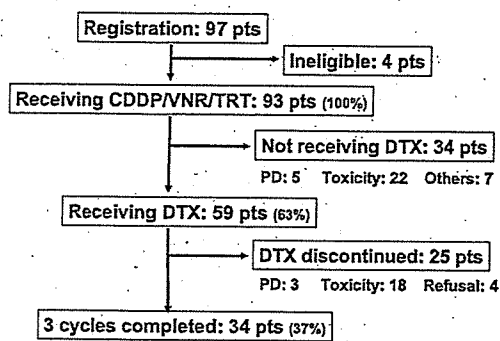 Registration: 97 pts
Ineligible: 4 pts
Receiving CDDP/VNR/TRT: 93 pts (100%)
Not receiving DTX: 34 pts
PD: 5 Toxicity: 22 Others: 7
Receiving DTX: 59 pts (63%)
DTX discontinued: 25 pts
PD: 3 Toxicity: 18 Refusal: 4
3 cycles completed: 34 pts (37%)